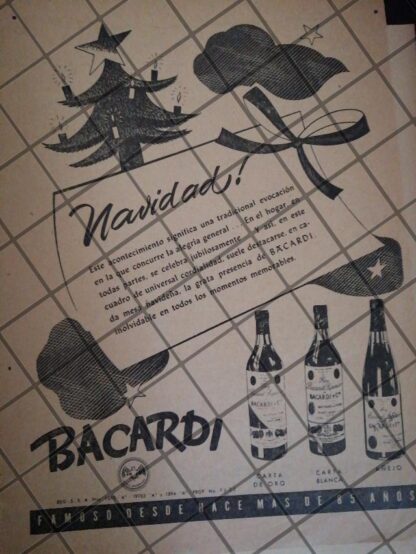 Navidad!
Este acontecimiento significa una tradicional evocación
en la que concurre la alegría general . . . En el hogar, en
todas partes, se celebra jubilosamente . . . Y así, en este
cuadro de universal cordialidad, suele destacarse, en ca-
da mesa navideña, la grata presencia de BACARDI,
inolvidable en todos los momentos memorables.
BACARDI
CARTA
DE ORO
CARTA
BLANCA
AÑEJO
REG. S. S. A.
FAMOSO DESDE HACE MAS DE 85 AÑOS